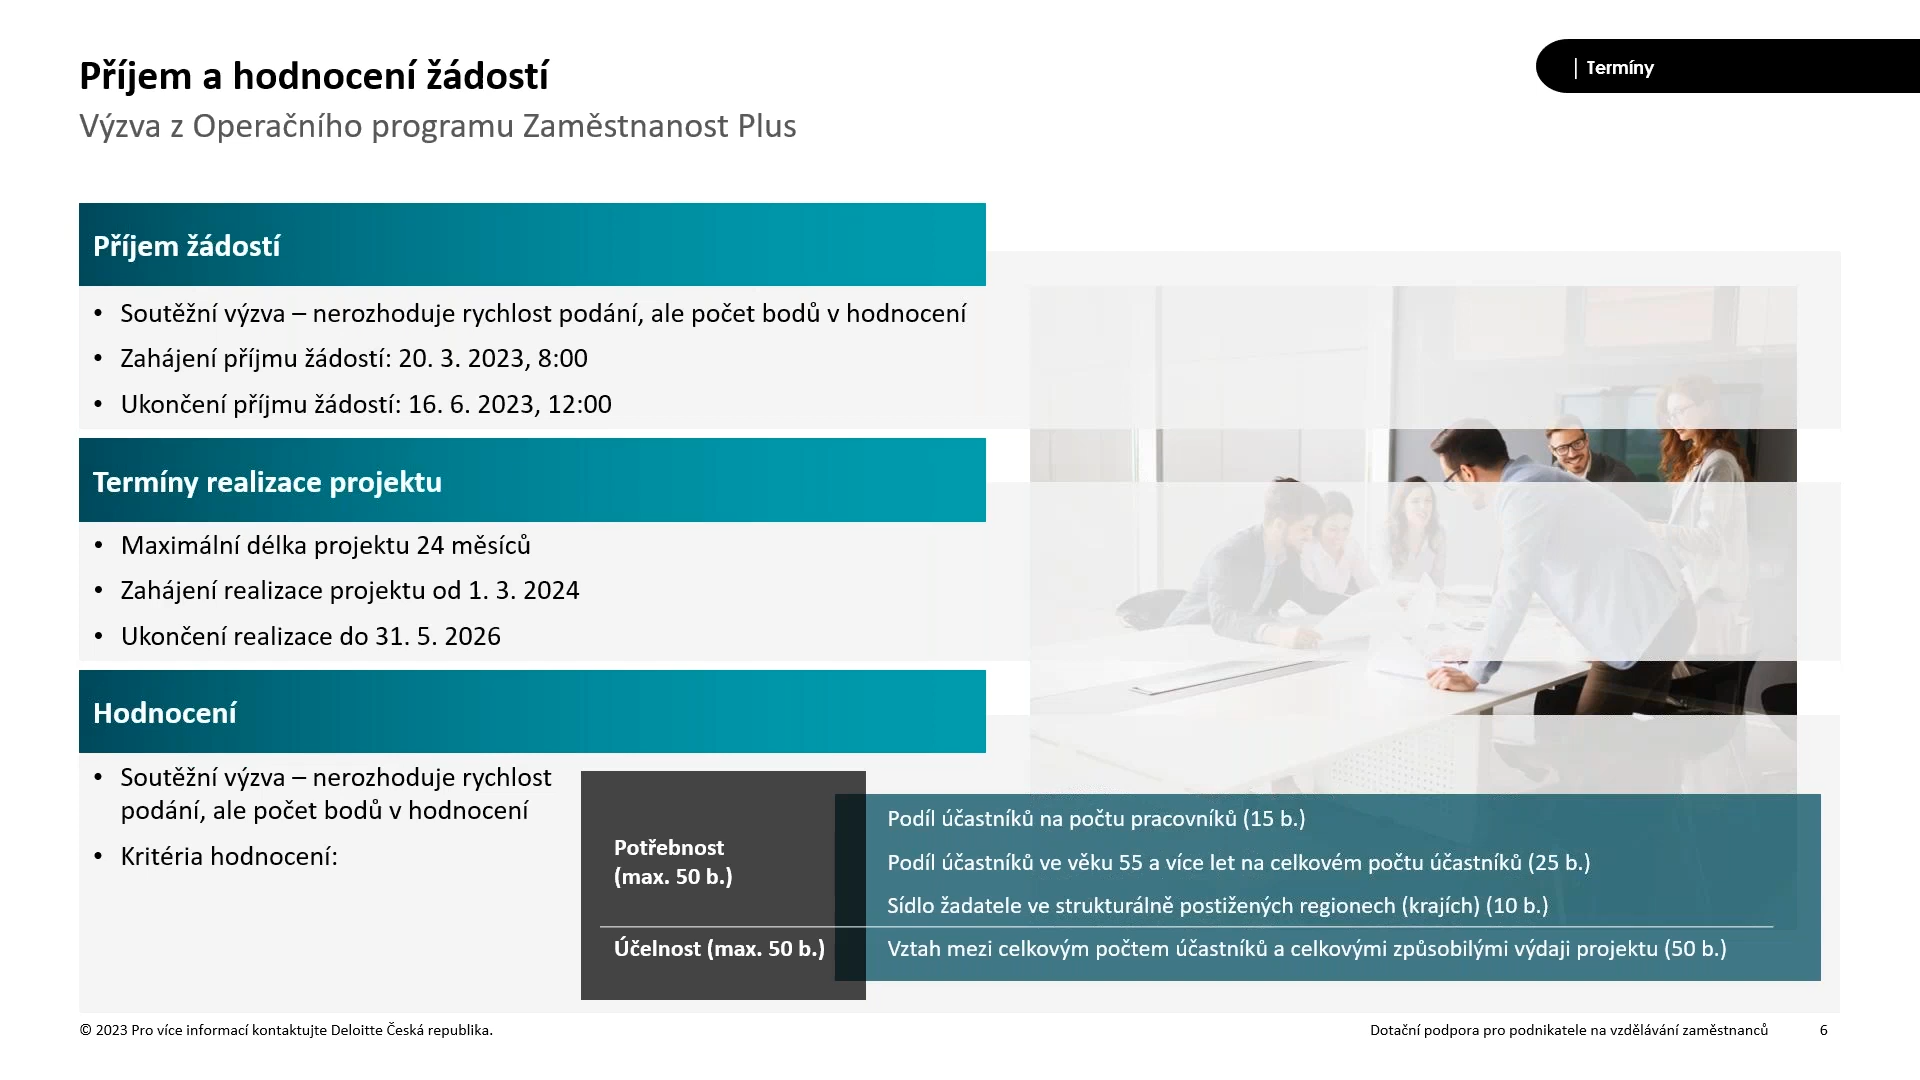 Příjem a hodnocení žádostí
Výzva z Operačního programu Zaměstnanost Plus
| Termíny
Příjem žádostí
• Soutěžní výzva – nerozhoduje rychlost podání, ale počet bodů v hodnocení
• Zahájení příjmu žádostí: 20. 3. 2023, 8:00
• Ukončení příjmu žádostí: 16. 6. 2023, 12:00
Termíny realizace projektu
• Maximální délka projektu 24 měsíců
• Zahájení realizace projektu od 1. 3. 2024
• Ukončení realizace do 31. 5. 2026
Hodnocení
• Soutěžní výzva – nerozhoduje rychlost
podání, ale počet bodů v hodnocení
• Kritéria hodnocení:
Potřebnost
(max. 50 b.)
Podíl účastníků na počtu pracovníků (15 b.)
Podíl účastníků ve věku 55 a více let na celkovém počtu účastníků (25 b.)
Sídlo žadatele ve strukturálně postižených regionech (krajích) (10 b.)
Účelnost (max. 50 b.)
Vztah mezi celkovým počtem účastníků a celkovými způsobilými výdaji projektu (50 b.)
© 2023 Pro více informací kontaktujte Deloitte Česká republika.
Dotační podpora pro podnikatele na vzdělávání zaměstnanců
6